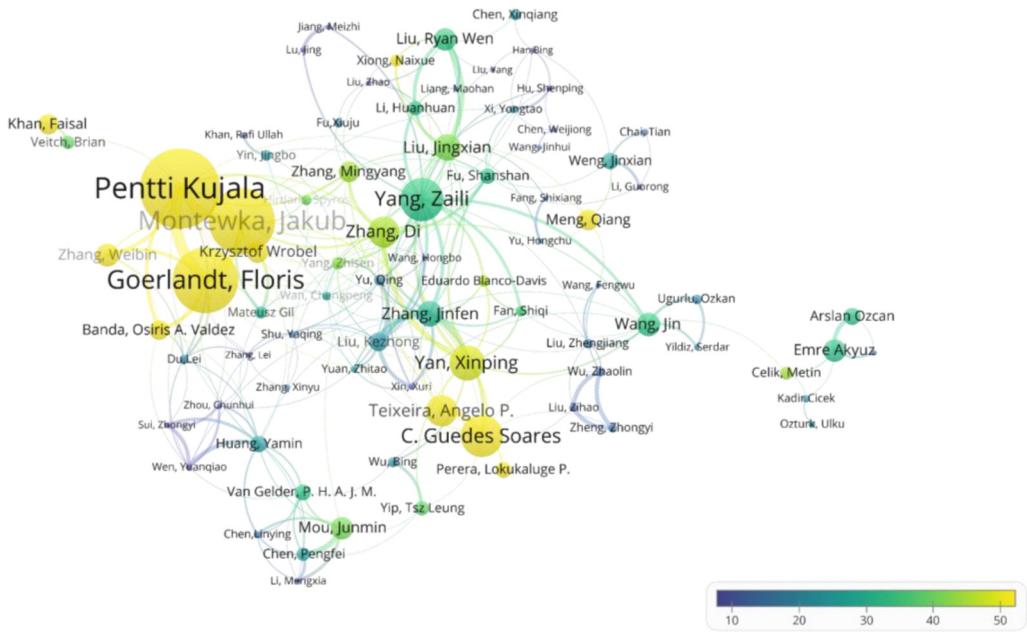 Chen, Xinqiang
Jiang, Meizhi
Liu, Ryan Wen
Lu, Jing
Han, Bing
Xiong, Naixue
Liu, Yang
Liu, Zhao
Liang, Maohan
Hu, Shenping
Li, Huanhuan
Xi, Yongtao
Khan, Faisal
Fu, Xiuju
Chen, Weijiong
Chai, Tian
Khan, Rafi Ullah
Veitch, Brian
Liu, Jingxian
Wang, Jinhui
Yin, Jingbo
Weng, Jinxian
Zhang, Mingyang
Fu, Shanshan
Pentti Kujala
Li, Guorong
Yang, Zaili
Fang, Shixiang
Montewka, Jakub
Meng, Qiang
Zhang, Di
Yu, Hongchu
Zhang, Weibin
Krzysztof Wrobel
Wang, Hongbo
Yang, Zhisen
Goerlandt, Floris
Yu, Qing
Eduardo Blanco-Davis
Wang, Fengwu
Wan, Chengpeng
Ugurlu, Ozkan
Mateusz Gil
Zhang, Jinfen
Fan, Shiqi
Arslan Ozcan
Wang, Jin
Banda, Osiris A. Valdez
Shu, Yaqing
Liu, Kezhong
Liu, Zhengjiang
Yildiz, Serdar
Emre Akyuz
Du, Lei
Zhang, Lei
Yan, Xinping
Yuan, Zhitao
Wu, Zhaolin
Celik, Metin
Zhang, Xinyu
Xin, Xuri
Kadir Cicek
Zhou, Chunhui
Teixeira, Angelo P.
Liu, Zihao
Sui, Zhongyi
Ozturk, Ulku
Zheng, Zhongyi
C. Guedes Soares
Huang, Yamin
Wen, Yuanqiao
Wu, Bing
Perera, Lokukaluge P.
Van Gelder, P. H. A. J. M.
Yip, Tsz Leung
Mou, Junmin
Chen, Linying
Chen, Pengfei
Li, Mengxia
10 20 30 40 50